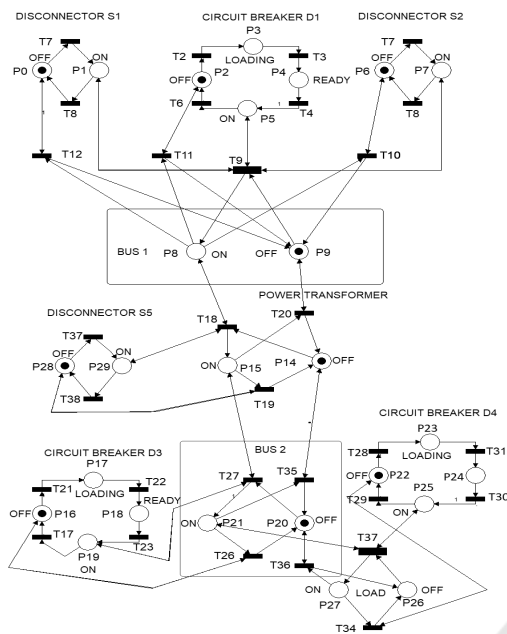 DISCONNECTOR S1
CIRCUIT BREAKER D1
DISCONNECTOR S2
T7
OFF
P0
P1
ON
T8
1
T12
P3
T2
LOADING
T3
OFF
P2
P4
READY
T6
ON
P5
1
T4
T11
T9
T7
OFF
P6
P7
ON
T8
T10
BUS 1
P8
ON
OFF
P9
POWER TRANSFORMER
T20
DISCONNECTOR S5
T37
OFF
ON
P28
P29
T38
T18
ON
P15
P14
OFF
T19
CIRCUIT BREAKER D4
P23
T28
LOADING
T31
OFF
P22
P24
T29
P25
1
T30
ON
CIRCUIT BREAKER D3
P17
T21
LOADING
T22
READY
OFF
P16
P18
T17
P19
T23
ON
BUS 2
T27
T35
1
ON
P21
P20
OFF
T26
T36
T37
ON
LOAD
OFF
P27
P26
T34